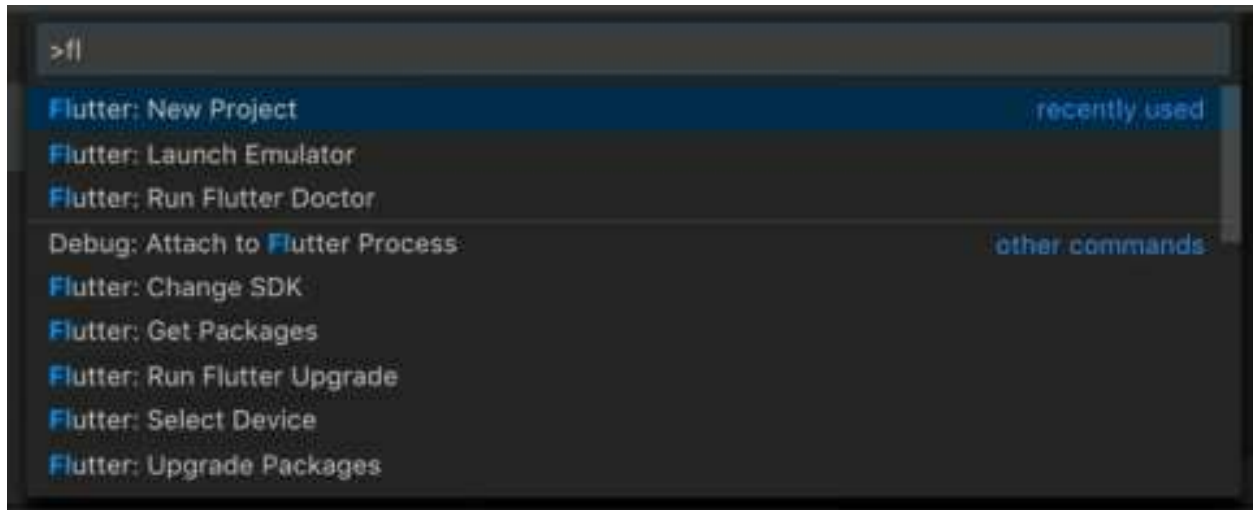 >fl
Flutter: New Project recently used
Flutter: Launch Emulator
Flutter: Run Flutter Doctor
Debug: Attach to Flutter Process other commands
Flutter: Change SDK
Flutter: Get Packages
Flutter: Run Flutter Upgrade
Flutter: Select Device
Flutter: Upgrade Packages